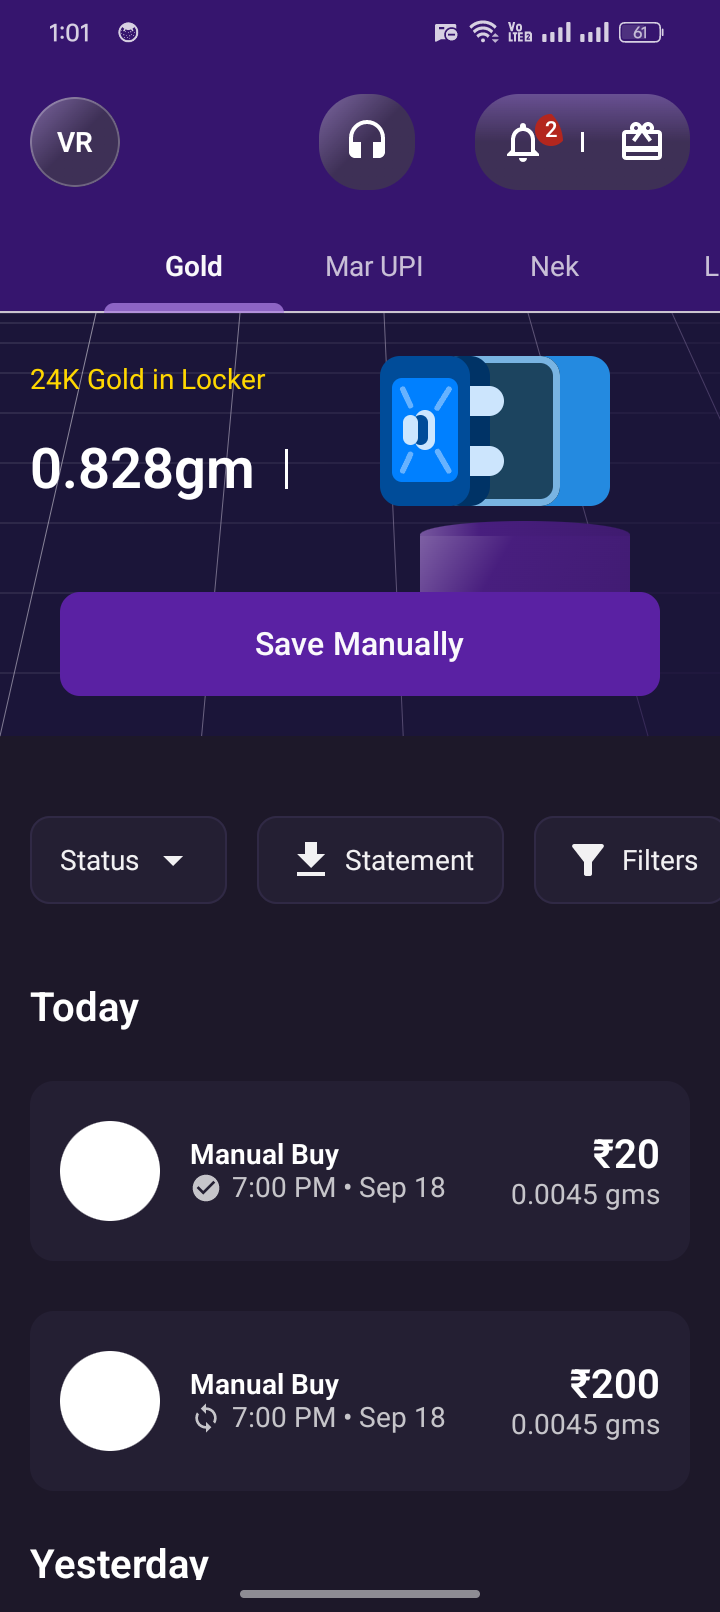 1:01
Vo
LTE 2
61
VR
2
Gold
Mar UPI
Nek
L
24K Gold in Locker
0.828gm
Save Manually
Status
Statement
Filters
Today
Manual Buy
₹20
7:00 PM • Sep 18
0.0045 gms
Manual Buy
₹200
7:00 PM • Sep 18
0.0045 gms
Yesterday